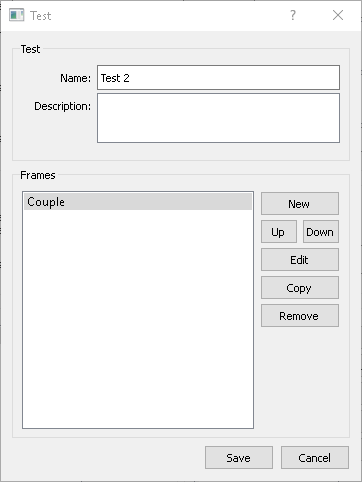 Test
?
Test
Name: Test 2
Description:
Frames
Couple
New
Up Down
Edit
Copy
Remove
Save Cancel